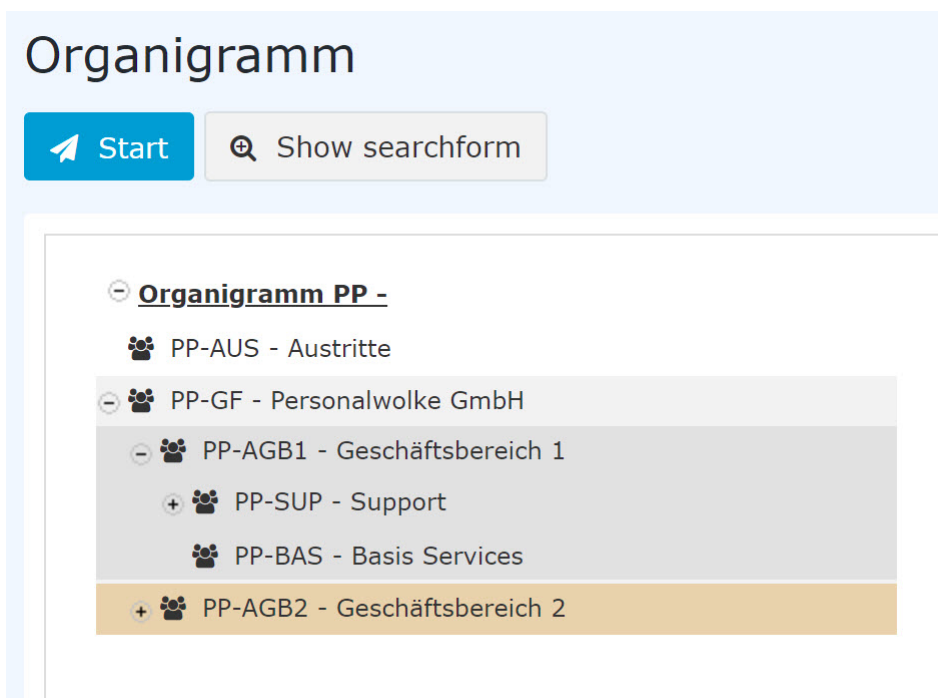 Organigramm
Start Show searchform
Organigramm PP -
PP-AUS - Austritte
PP-GF - Personalwolke GmbH
PP-AGB1 - Geschäftsbereich 1
PP-SUP - Support
PP-BAS - Basis Services
PP-AGB2 - Geschäftsbereich 2